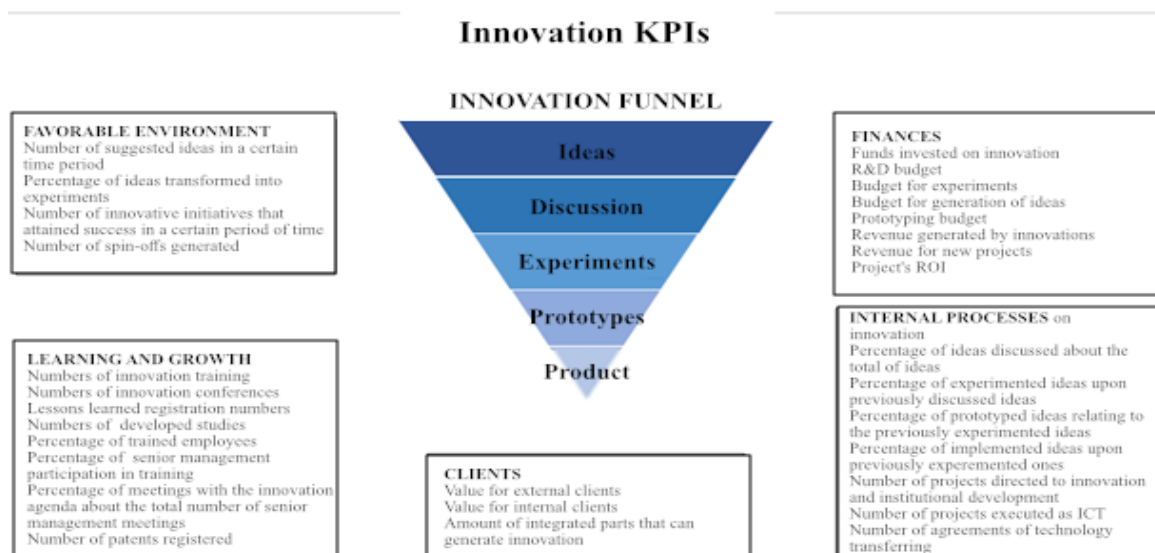 Innovation KPIs
INNOVATION FUNNEL
Ideas
Discussion
Experiments
Prototypes
Product
FAVORABLE ENVIRONMENT
Number of suggested ideas in a certain
time period
Percentage of ideas transformed into
experiments
Number of innovative initiatives that
attained success in a certain period of time
Number of spin-offs generated
LEARNING AND GROWTH
Numbers of innovation training
Numbers of innovation conferences
Lessons learned registration numbers
Numbers of developed studies
Percentage of trained employees
Percentage of senior management
participation in training
Percentage of meetings with the innovation
agenda about the total number of senior
management meetings
Number of patents registered
CLIENTS
Value for external clients
Value for internal clients
Amount of integrated parts that can
generate innovation
FINANCES
Funds invested on innovation
R&D budget
Budget for experiments
Budget for generation of ideas
Prototyping budget
Revenue generated by innovations
Revenue for new projects
Project's ROI
INTERNAL PROCESSES on
innovation
Percentage of ideas discussed about the
total of ideas
Percentage of experimented ideas upon
previously discussed ideas
Percentage of prototyped ideas relating to
the previously experimented ideas
Percentage of implemented ideas upon
previously experemented ones
Number of projects directed to innovation
and institutional development
Number of projects executed as ICT
Number of agreements of technology
transferring